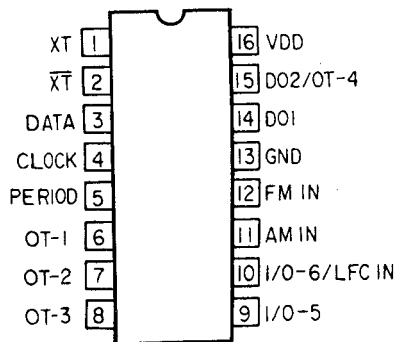 XT 1
X̅T̅ 2
DATA 3
CLOCK 4
PERIOD 5
OT-1 6
OT-2 7
OT-3 8
16 VDD
15 DO2/OT-4
14 DO1
13 GND
12 FM IN
11 AM IN
10 I/O-6/LFC IN
9 I/O-5